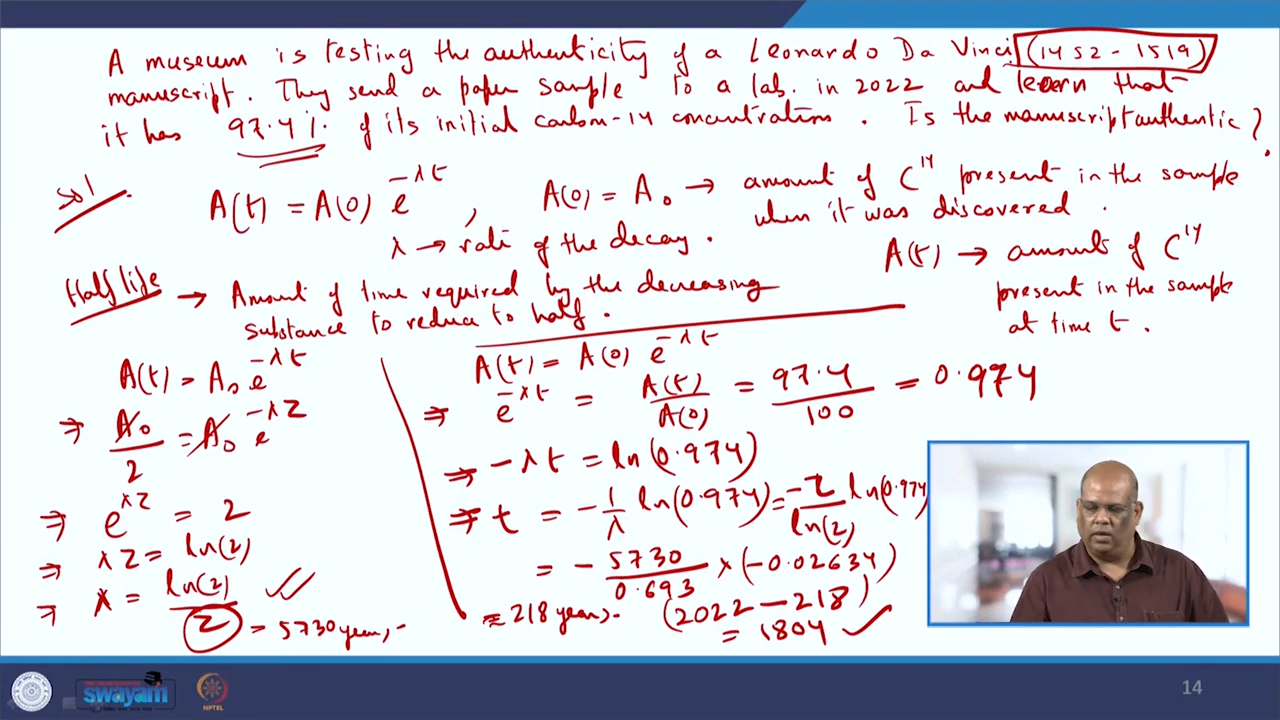 A museum is testing the authenticity of a Leonardo Da Vinci (1452 - 1519)
manuscript. They send a paper sample to a lab. in 2022 and learn that
it has 97.4% of its initial carbon-14 concentration. Is the manuscript authentic?
Sol
A(t) = A(0) e^{-λt}, A(0) = A₀ → amount of C¹⁴ present in the sample
when it was discovered.
λ → rate of the decay.
A(t) → amount of C¹⁴
present in the sample
at time t.
Half life → Amount of time required by the decreasing
substance to reduce to half.
A(t) = A₀ e^{-λt}
⇒ A₀/2 = A₀ e^{-λτ}
⇒ e^{λτ} = 2
⇒ λτ = ln(2)
⇒ λ = ln(2)/τ
τ = 5730 years.
A(t) = A(0) e^{-λt}
⇒ e^{-λt} = A(t)/A(0) = 97.4/100 = 0.974
⇒ -λt = ln(0.974)
⇒ t = -1/λ ln(0.974) = -τ/ln(2) ln(0.974)
= - 5730/0.693 × (-0.02634)
≈ 218 years. (2022 - 218)
= 1804
swayam
NPTEL
14